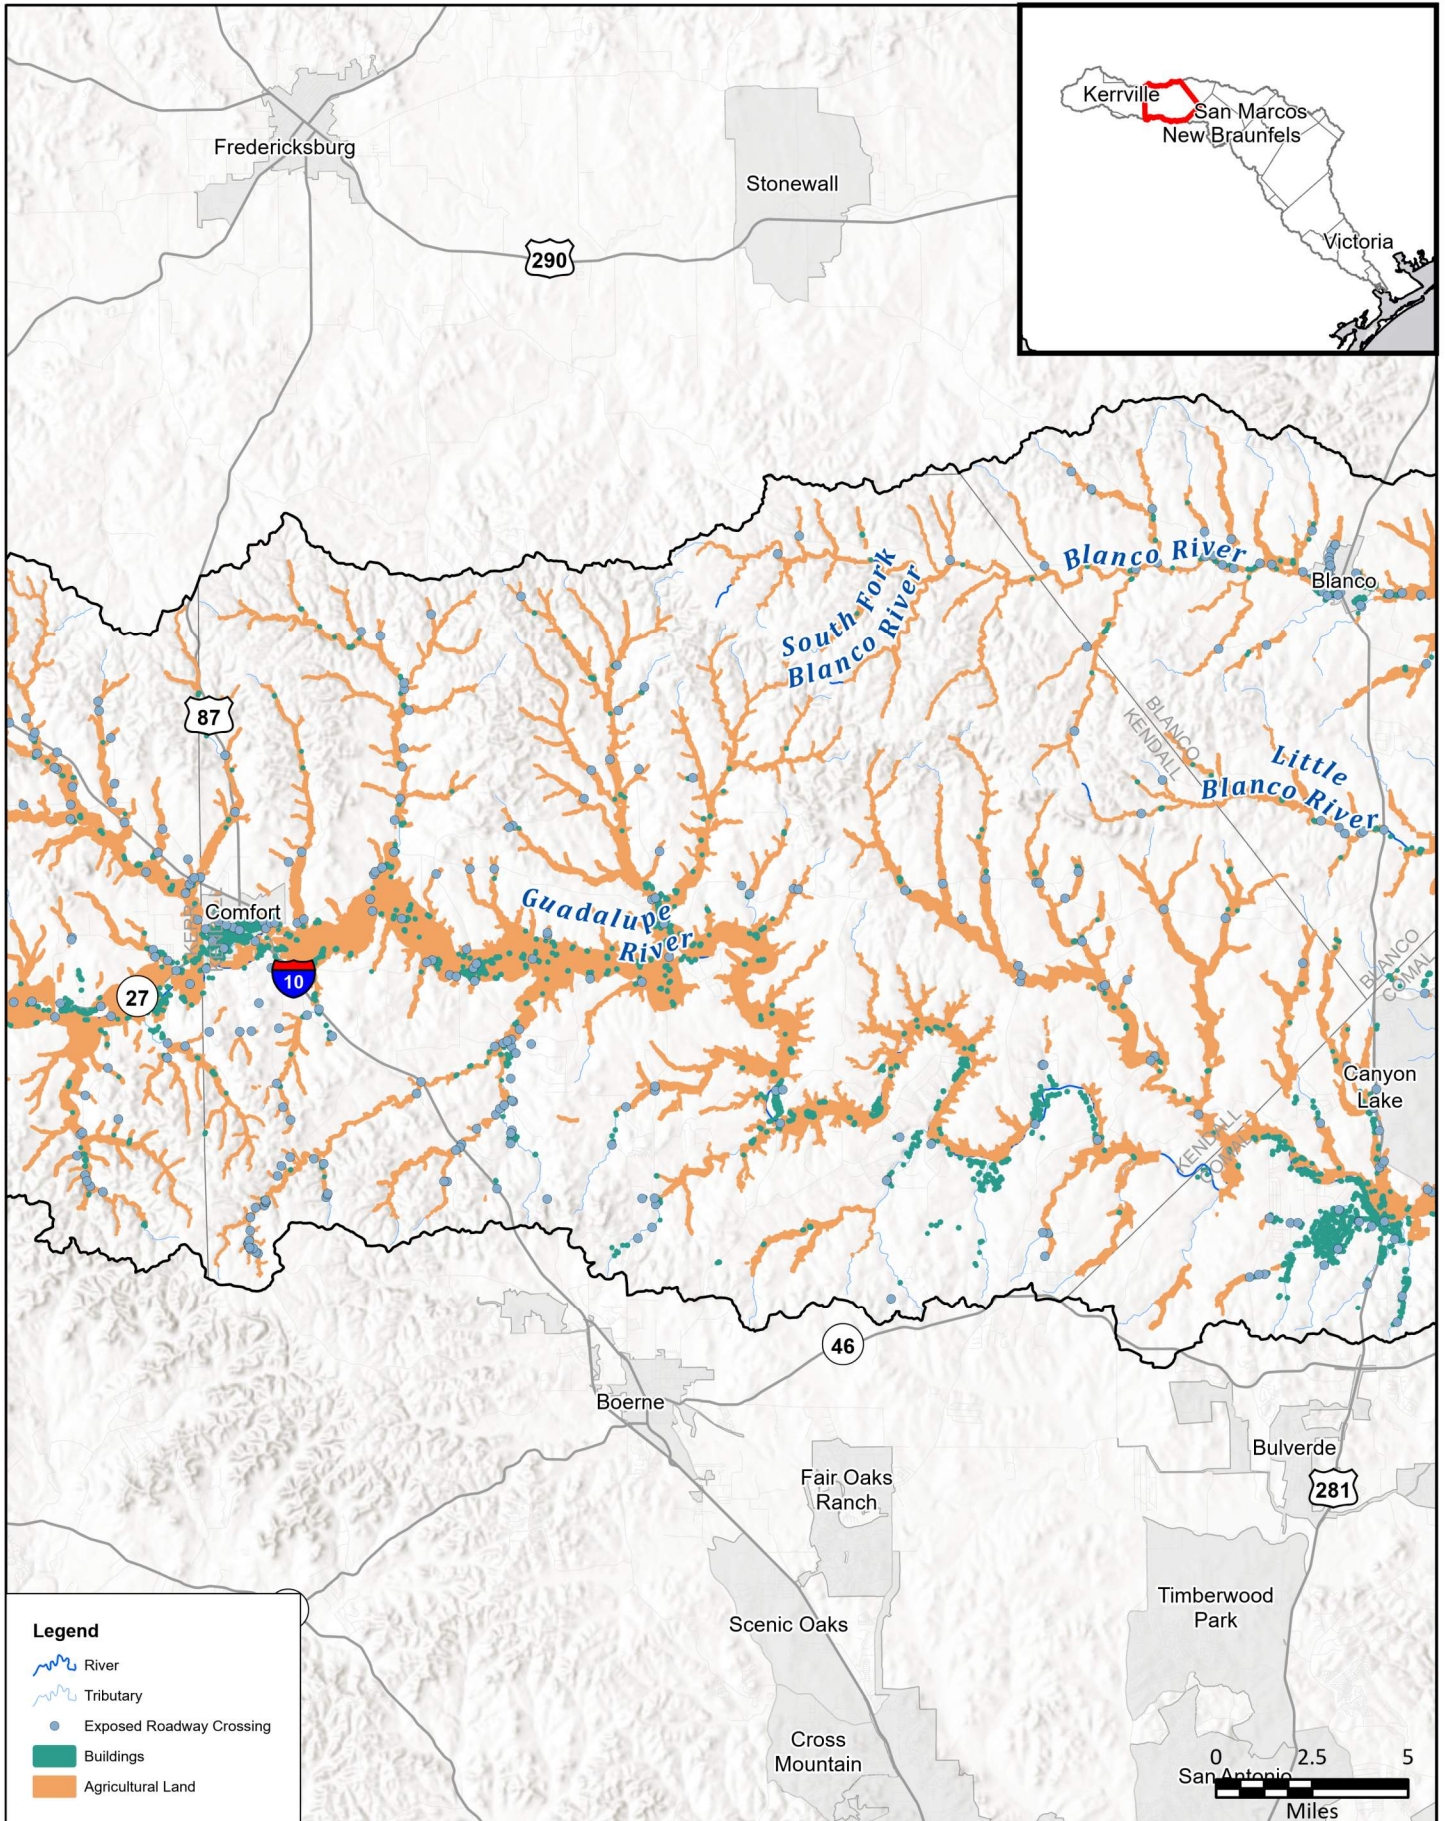 Kerrville
San Marcos
New Braunfels
Victoria
Fredericksburg
Stonewall
290
Blanco River
Blanco
South Fork
Blanco River
87
BLANCO
KENDALL
Little
Blanco River
Guadalupe
River
Comfort
KENDALL
10
27
BLANCO
COMAL
Canyon
Lake
KENDALL
COMAL
46
Boerne
Bulverde
281
Fair Oaks
Ranch
Timberwood
Park
Scenic Oaks
Cross
Mountain
San Antonio
Legend
River
Tributary
Exposed Roadway Crossing
Buildings
Agricultural Land
0 2.5 5
Miles